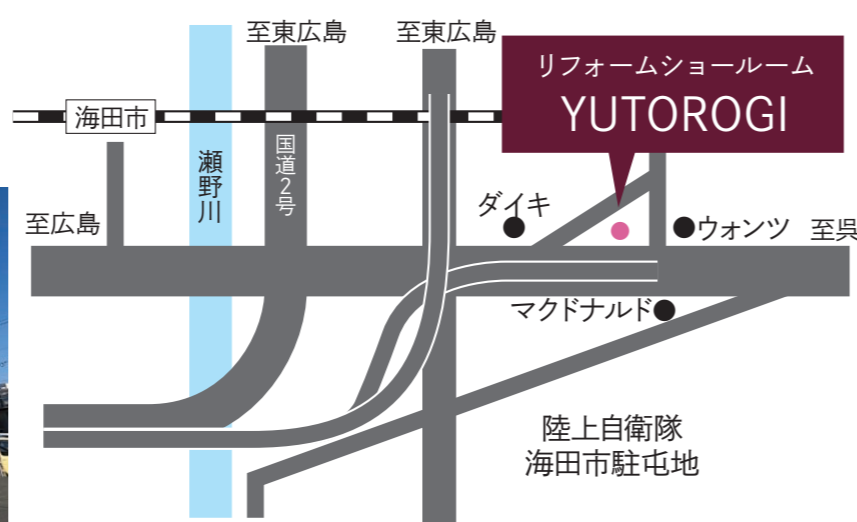 至東広島
至東広島
リフォームショールーム
YUTOROGI
海田市
瀬野川
国道2号
至広島
ダイキ
ウォンツ
至呉
マクドナルド
陸上自衛隊
海田市駐屯地